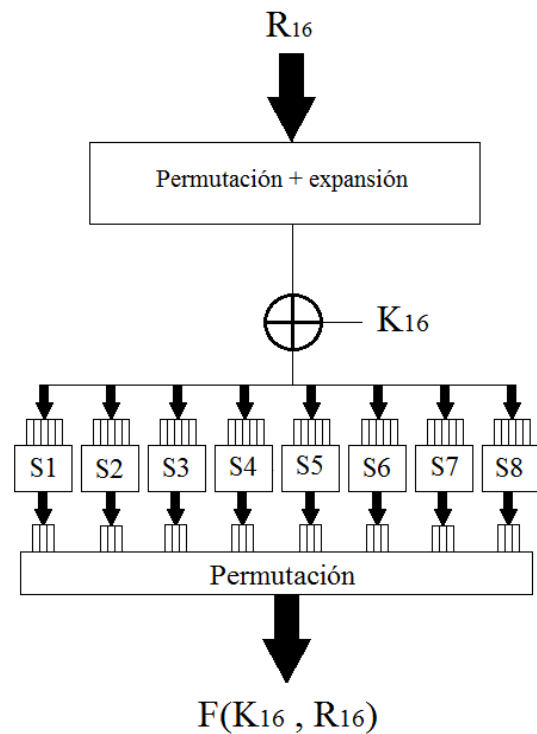 R16
Permutación + expansión
K16
S1 S2 S3 S4 S5 S6 S7 S8
Permutación
F(K16 , R16)